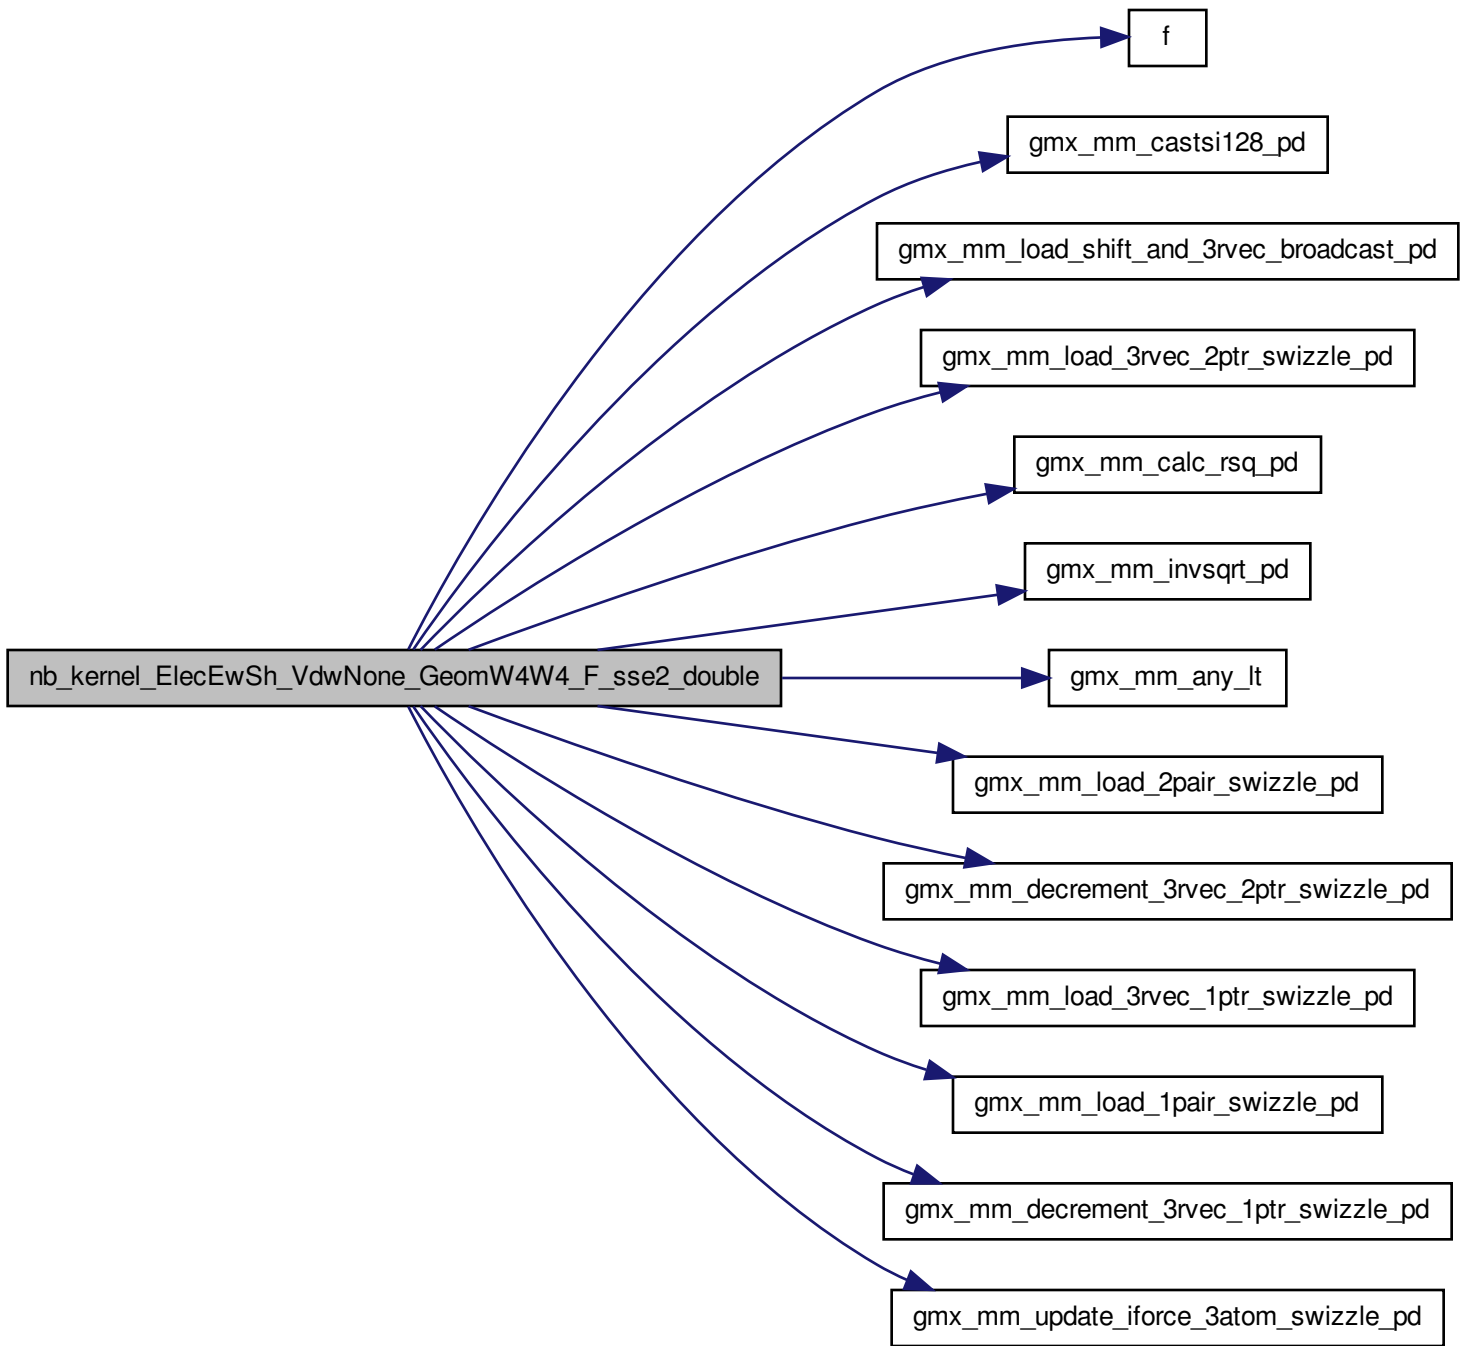 f
gmx_mm_castsi128_pd
gmx_mm_load_shift_and_3rvec_broadcast_pd
gmx_mm_load_3rvec_2ptr_swizzle_pd
gmx_mm_calc_rsq_pd
gmx_mm_invsqrt_pd
nb_kernel_ElecEwSh_VdwNone_GeomW4W4_F_sse2_double
gmx_mm_any_lt
gmx_mm_load_2pair_swizzle_pd
gmx_mm_decrement_3rvec_2ptr_swizzle_pd
gmx_mm_load_3rvec_1ptr_swizzle_pd
gmx_mm_load_1pair_swizzle_pd
gmx_mm_decrement_3rvec_1ptr_swizzle_pd
gmx_mm_update_iforce_3atom_swizzle_pd